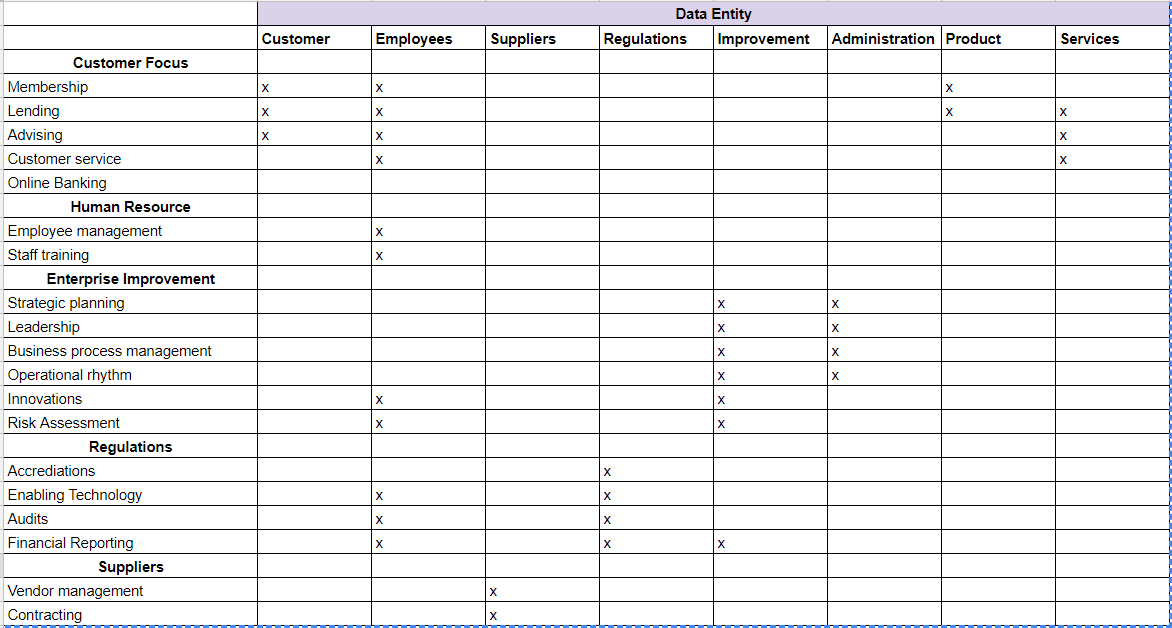 Data Entity
Customer Employees Suppliers Regulations Improvement Administration Product Services
Customer Focus
Membership x x x
Lending x x x x
Advising x x x
Customer service x x
Online Banking
Human Resource
Employee management x
Staff training x
Enterprise Improvement
Strategic planning x x
Leadership x x
Business process management x x
Operational rhythm x x
Innovations x x
Risk Assessment x x
Regulations
Accrediations x
Enabling Technology x x
Audits x x
Financial Reporting x x x
Suppliers
Vendor management x
Contracting x